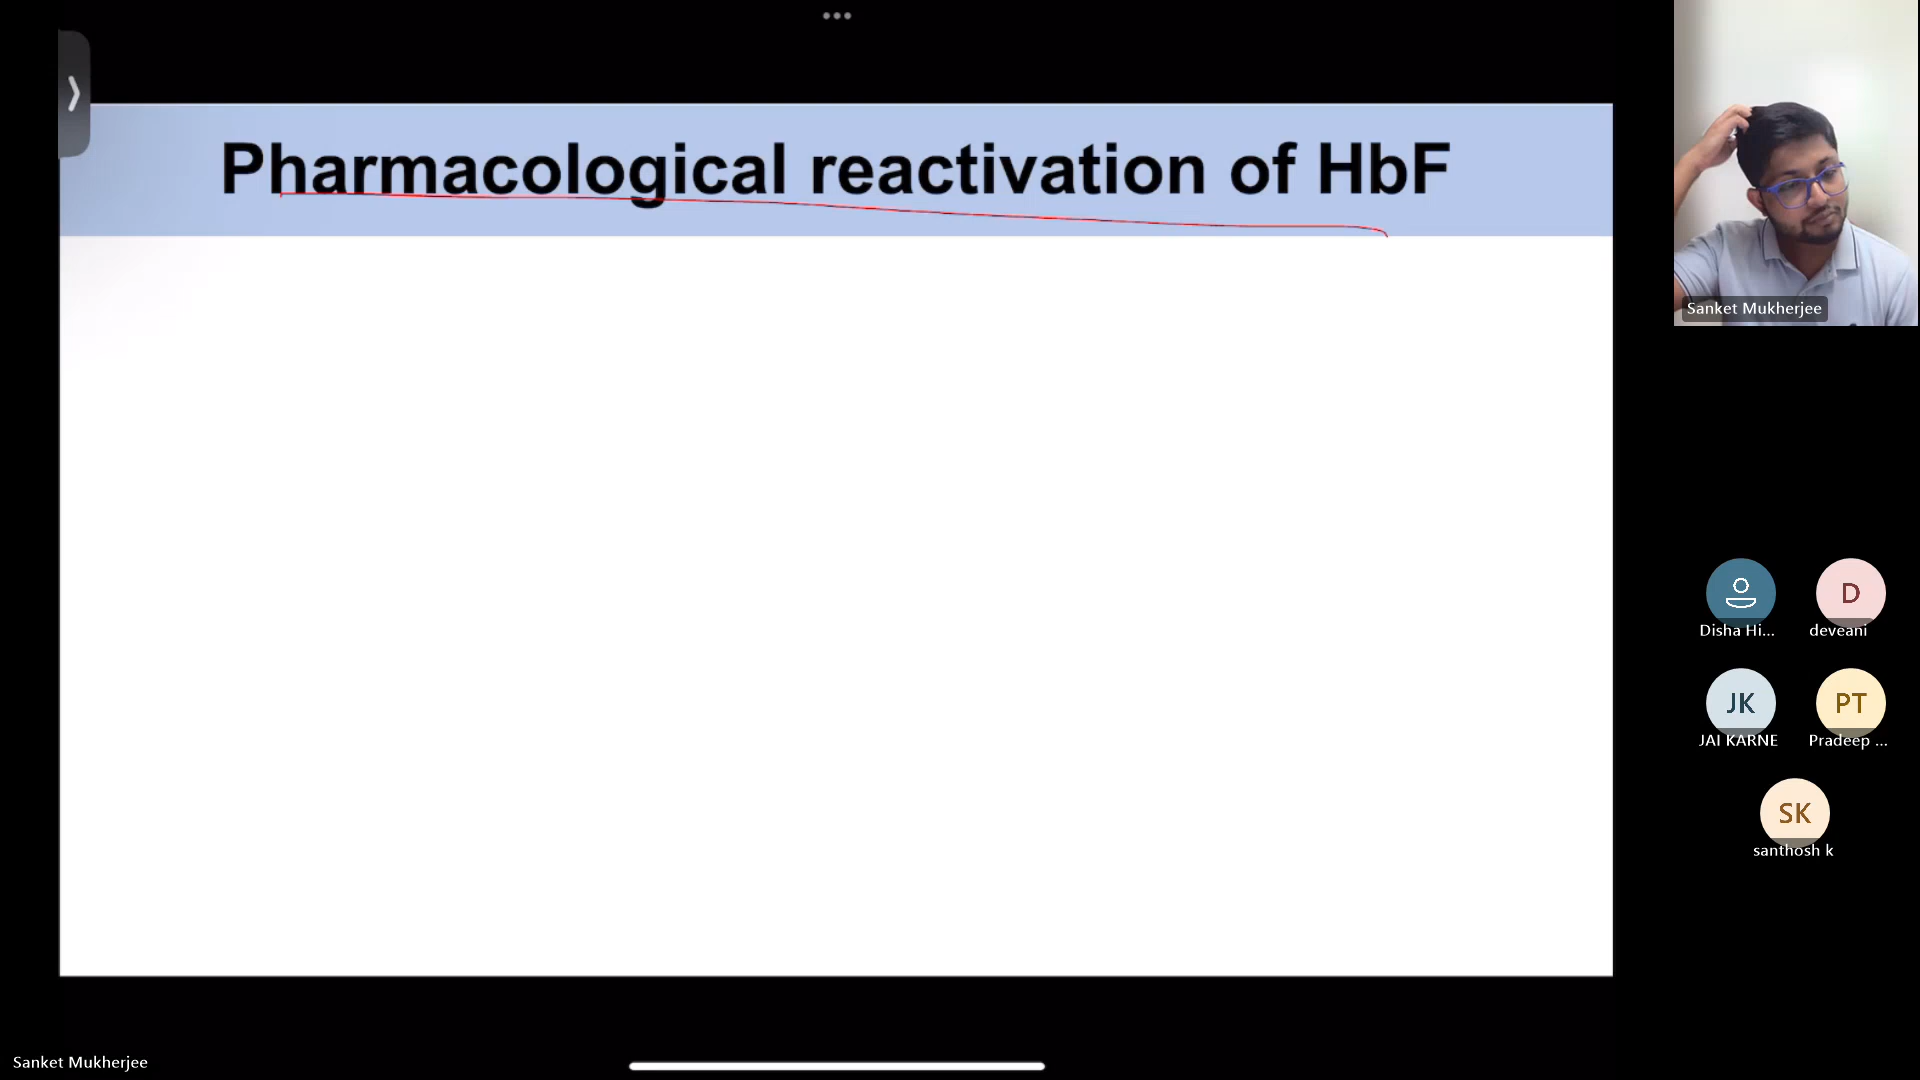 Pharmacological reactivation of HbF
Sanket Mukherjee
D
Disha Hi...
deveani
JK
PT
JAI KARNE
Pradeep ...
SK
santhosh k
Sanket Mukherjee